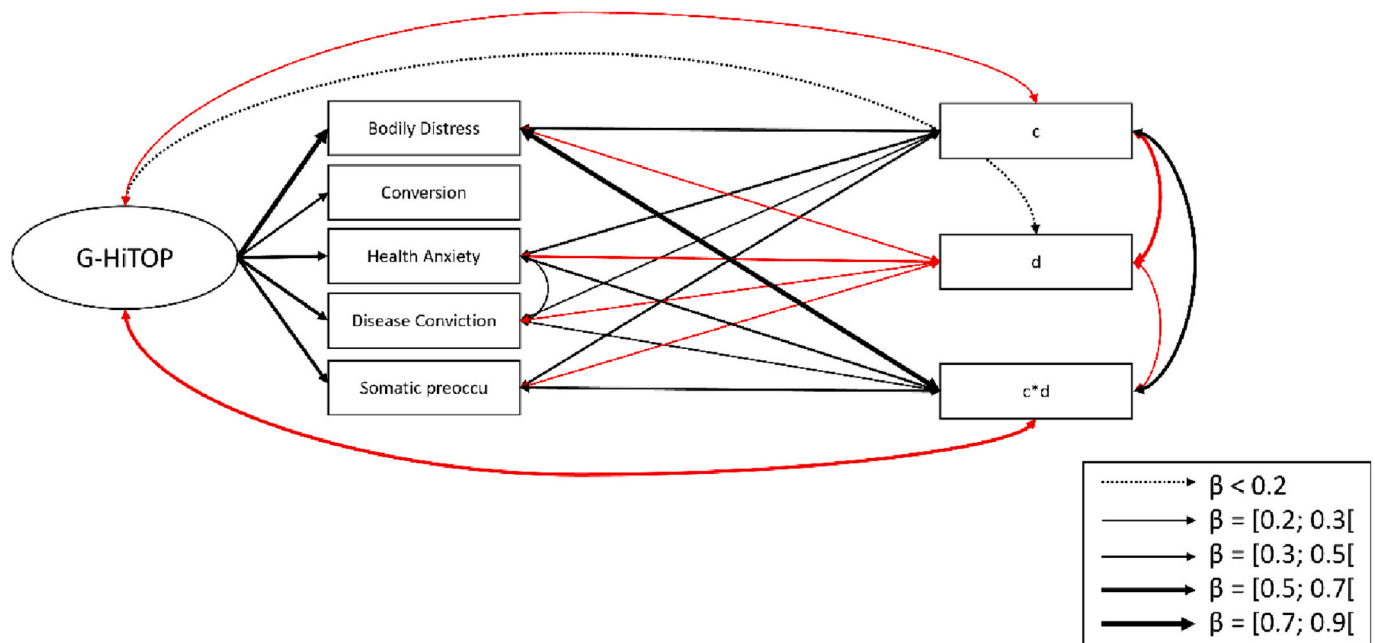 Bodily Distress
c
Conversion
G-HiTOP
Health Anxiety
d
Disease Conviction
Somatic preoccu
c*d
β < 0.2
β = [0.2; 0.3[
β = [0.3; 0.5[
β = [0.5; 0.7[
β = [0.7; 0.9[